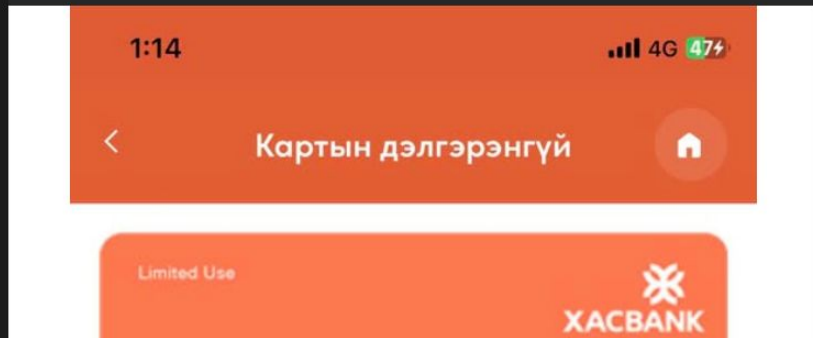 1:14 4G 47
Картын дэлгэрэнгүй
Limited Use
XACBANK